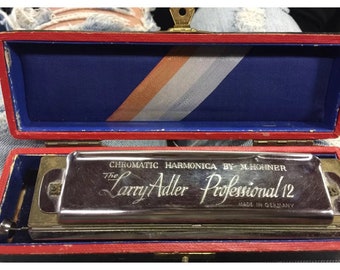 CHROMATIC HARMONICA BY M. HOHNER
The Larry Adler Professional 12
MADE IN GERMANY